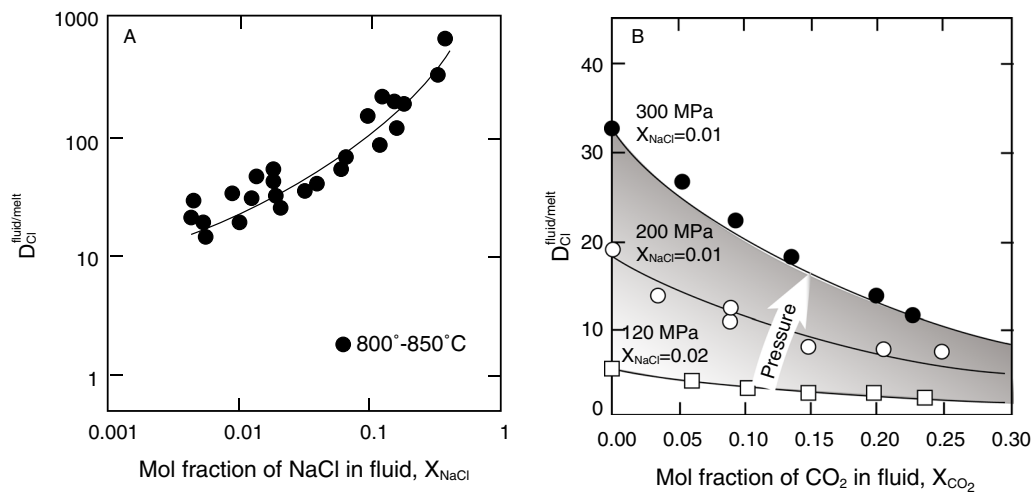 A
1000
100
10
1
D_Cl^fluid/melt
800˚-850˚C
0.001
0.01
0.1
1
Mol fraction of NaCl in fluid, X_NaCl
B
40
30
20
10
0
D_Cl^fluid/melt
300 MPa
X_NaCl=0.01
200 MPa
X_NaCl=0.01
120 MPa
X_NaCl=0.02
Pressure
0.00
0.05
0.10
0.15
0.20
0.25
0.30
Mol fraction of CO₂ in fluid, X_CO₂